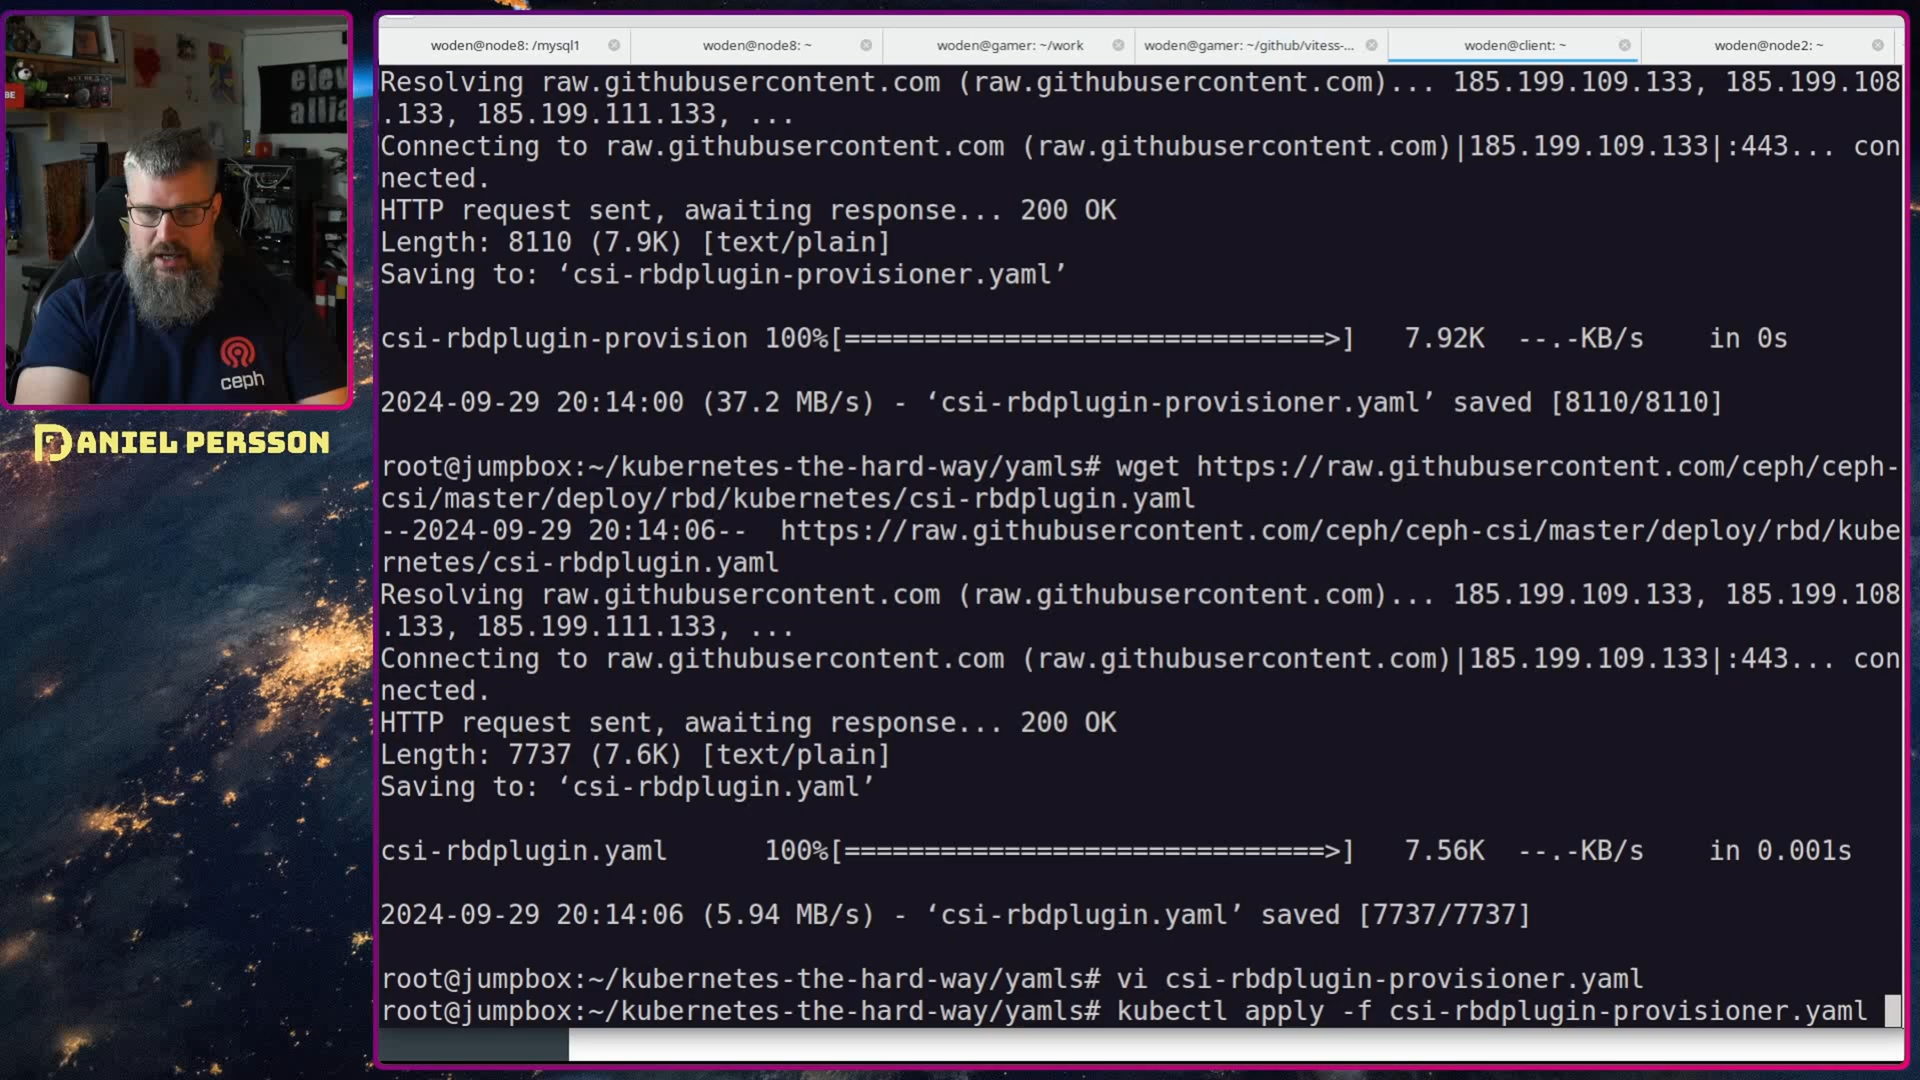 woden@node8: /mysql1
woden@node8: ~
woden@gamer: ~/work
woden@gamer: ~/github/vitess-...
woden@client: ~
woden@node2: ~
Resolving raw.githubusercontent.com (raw.githubusercontent.com)... 185.199.109.133, 185.199.108
.133, 185.199.111.133, ...
Connecting to raw.githubusercontent.com (raw.githubusercontent.com)|185.199.109.133|:443... con
nected.
HTTP request sent, awaiting response... 200 OK
Length: 8110 (7.9K) [text/plain]
Saving to: ‘csi-rbdplugin-provisioner.yaml’
csi-rbdplugin-provision 100%[==============================>]   7.92K  --.-KB/s    in 0s
2024-09-29 20:14:00 (37.2 MB/s) - ‘csi-rbdplugin-provisioner.yaml’ saved [8110/8110]
root@jumpbox:~/kubernetes-the-hard-way/yamls# wget https://raw.githubusercontent.com/ceph/ceph-
csi/master/deploy/rbd/kubernetes/csi-rbdplugin.yaml
--2024-09-29 20:14:06--  https://raw.githubusercontent.com/ceph/ceph-csi/master/deploy/rbd/kube
rnetes/csi-rbdplugin.yaml
Resolving raw.githubusercontent.com (raw.githubusercontent.com)... 185.199.109.133, 185.199.108
.133, 185.199.111.133, ...
Connecting to raw.githubusercontent.com (raw.githubusercontent.com)|185.199.109.133|:443... con
nected.
HTTP request sent, awaiting response... 200 OK
Length: 7737 (7.6K) [text/plain]
Saving to: ‘csi-rbdplugin.yaml’
csi-rbdplugin.yaml      100%[==============================>]   7.56K  --.-KB/s    in 0.001s
2024-09-29 20:14:06 (5.94 MB/s) - ‘csi-rbdplugin.yaml’ saved [7737/7737]
root@jumpbox:~/kubernetes-the-hard-way/yamls# vi csi-rbdplugin-provisioner.yaml
root@jumpbox:~/kubernetes-the-hard-way/yamls# kubectl apply -f csi-rbdplugin-provisioner.yaml
ceph
DANIEL PERSSON